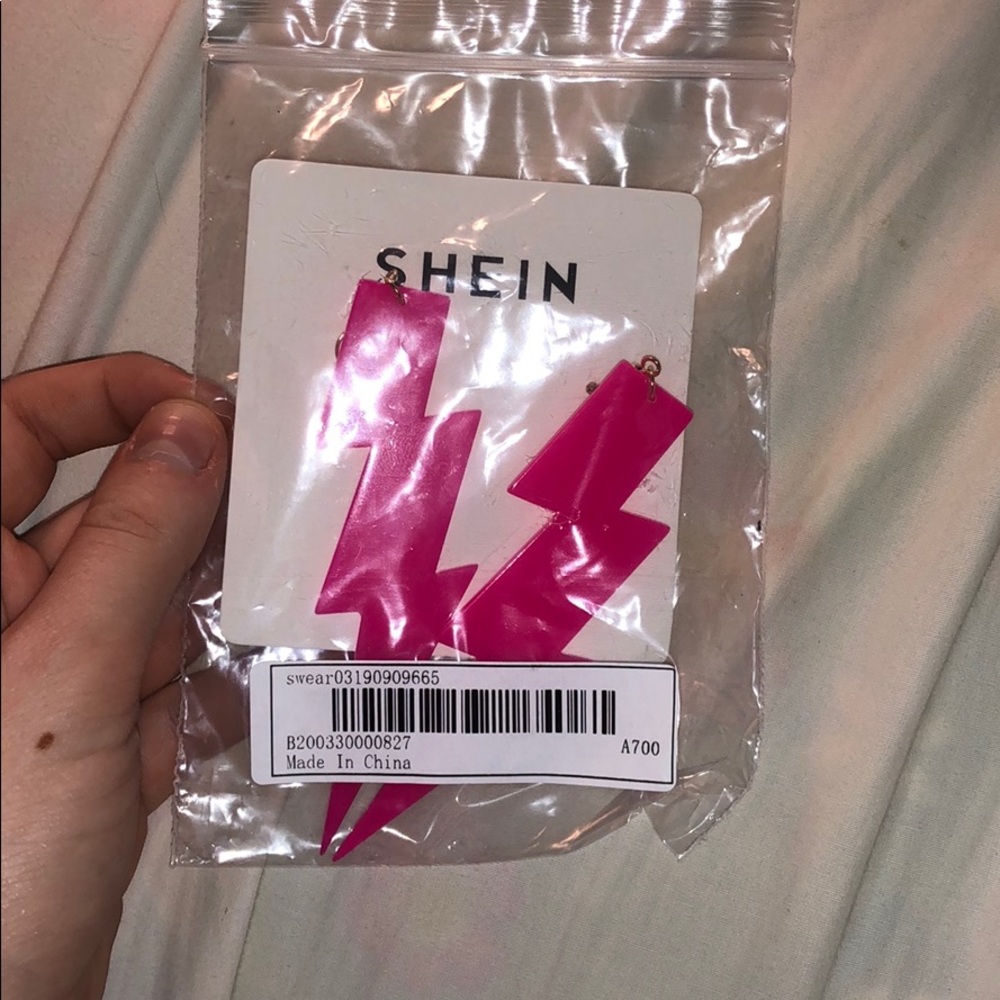 SHEIN
swear03190909665
B200330000827
A700
Made In China